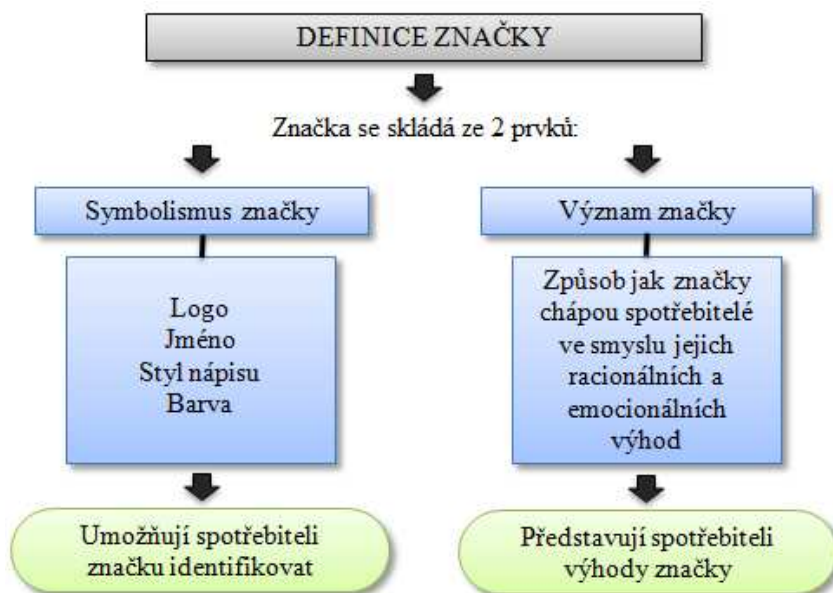 DEFINICE ZNAČKY
Značka se skládá ze 2 prvků:
Symbolismus značky
Logo
Jméno
Styl nápisu
Barva
Umožňují spotřebiteli
značku identifikovat
Význam značky
Způsob jak značky
chápou spotřebitelé
ve smyslu jejich
racionálních a
emocionálních
výhod
Představují spotřebiteli
výhody značky